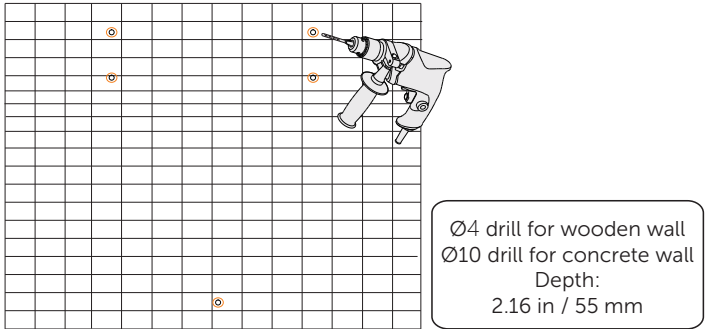 Ø4 drill for wooden wall
Ø10 drill for concrete wall
Depth:
2.16 in / 55 mm